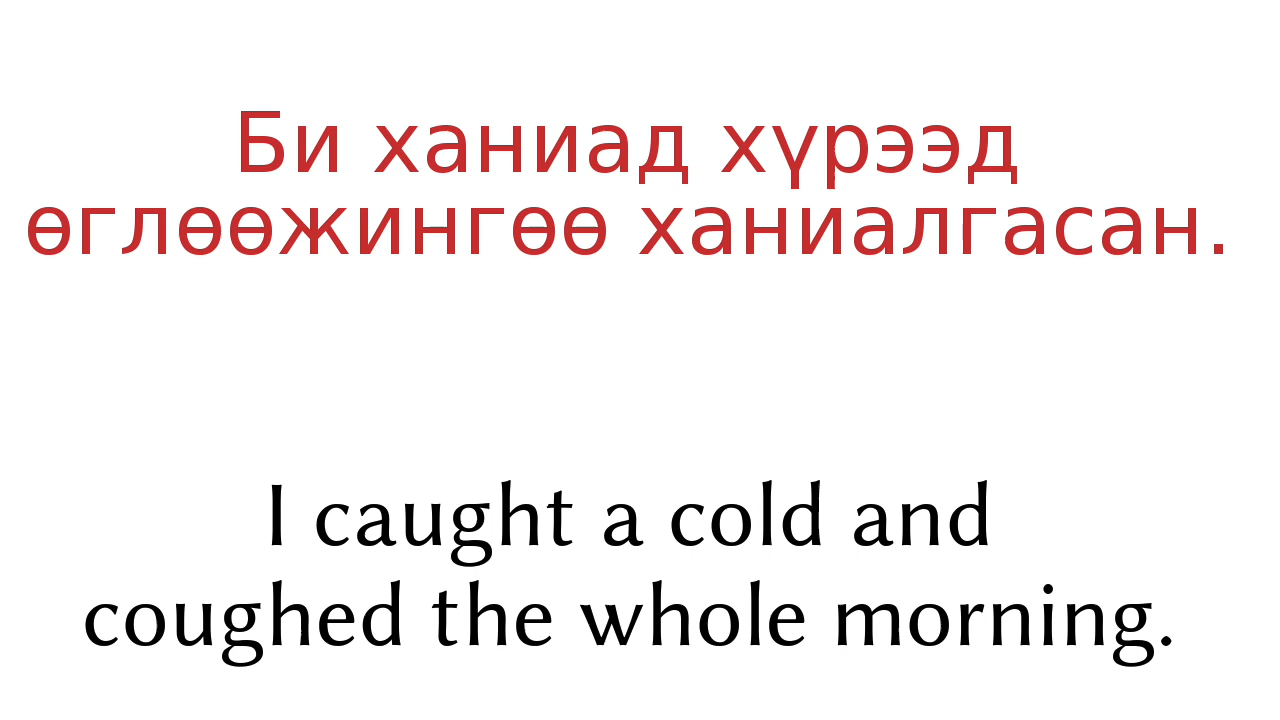 Би ханиад хүрээд
өглөөжингөө ханиалгасан.
I caught a cold and
coughed the whole morning.